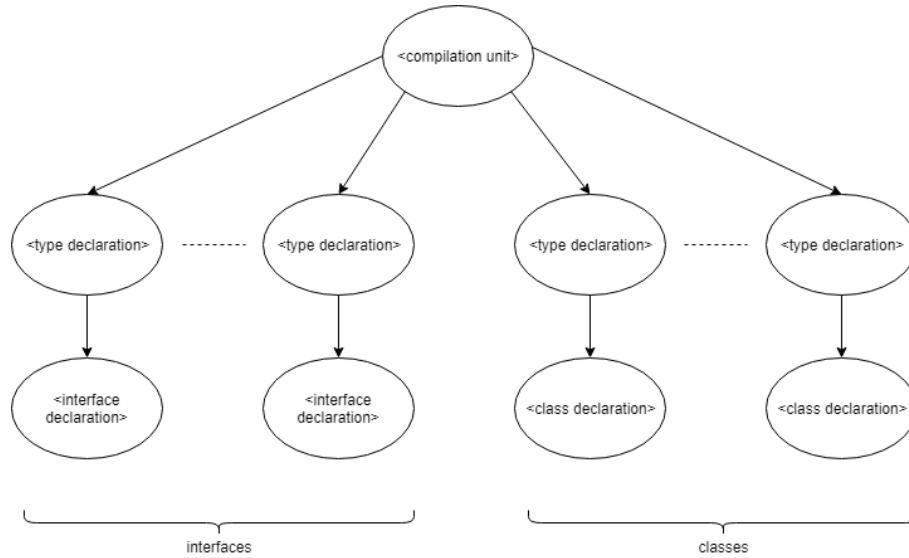 <compilation unit>
<type declaration>
<type declaration>
<type declaration>
<type declaration>
<interface
declaration>
<interface
declaration>
<class declaration>
<class declaration>
interfaces
classes